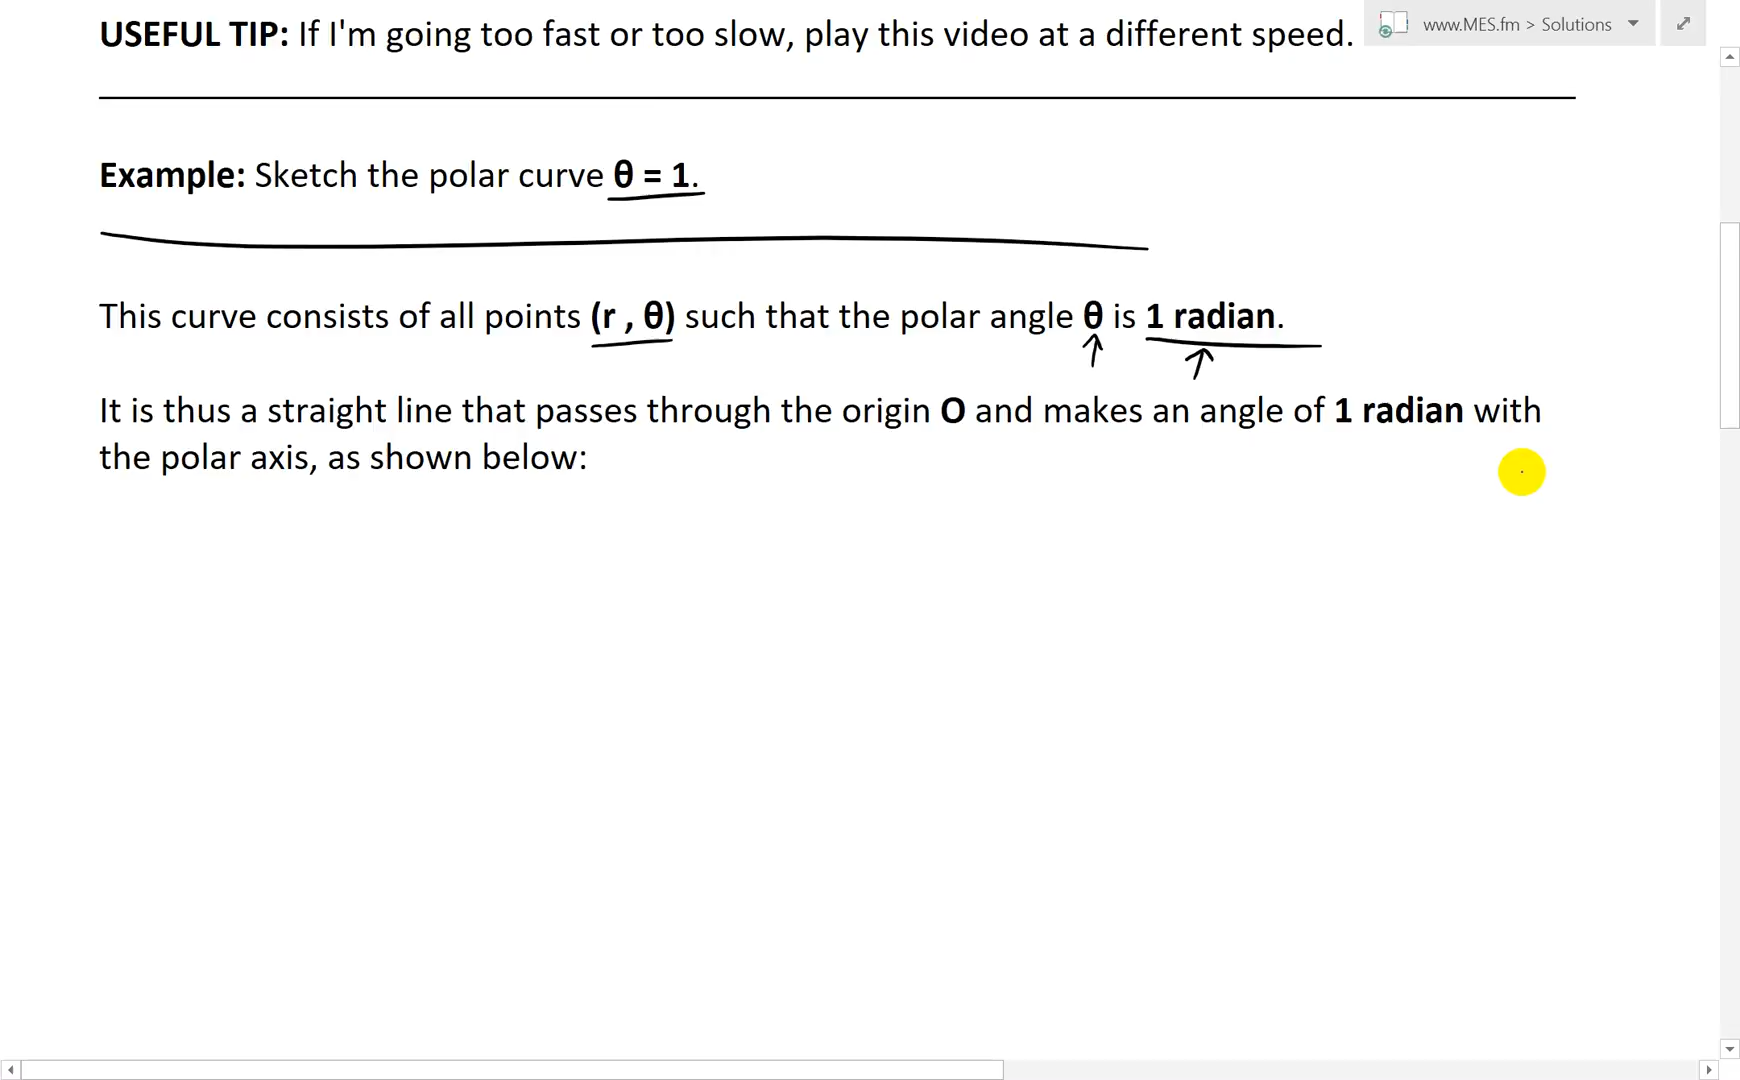 USEFUL TIP: If I'm going too fast or too slow, play this video at a different speed.
www.MES.fm > Solutions
Example: Sketch the polar curve θ = 1.
This curve consists of all points (r , θ) such that the polar angle θ is 1 radian.
It is thus a straight line that passes through the origin O and makes an angle of 1 radian with
the polar axis, as shown below: